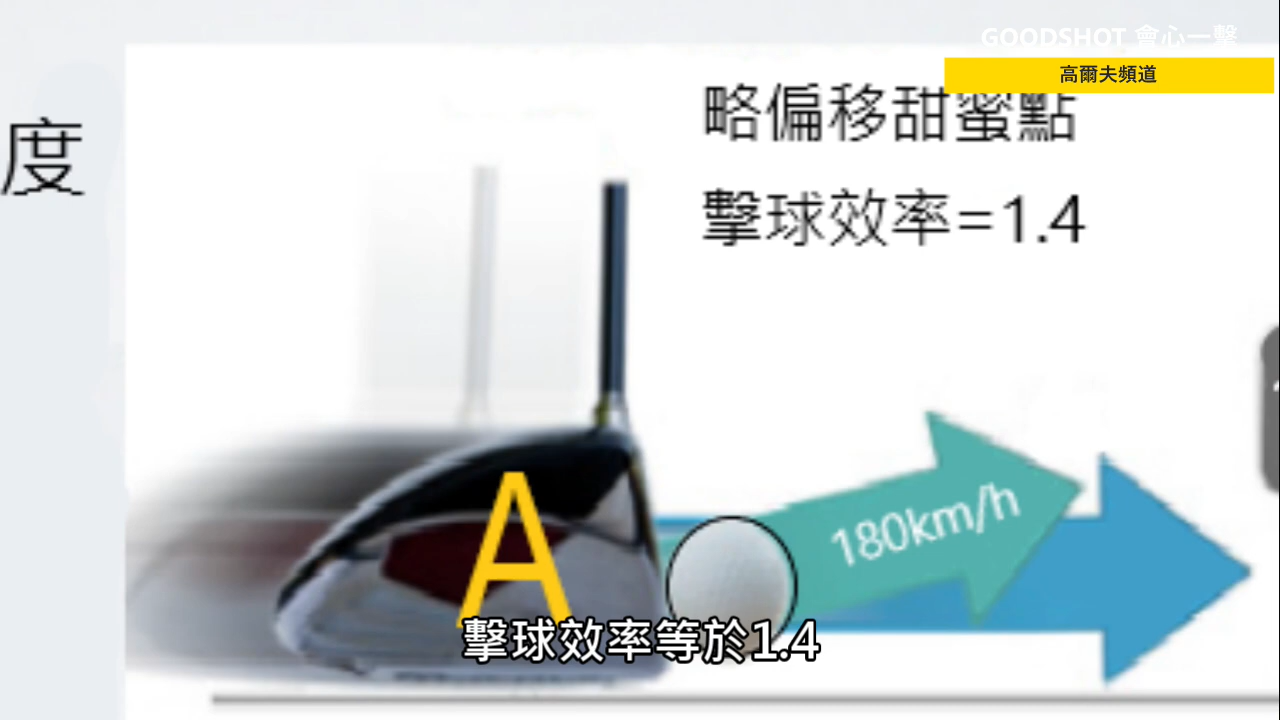 GOODSHOT 會心一擊
高爾夫頻道
度
略偏移甜蜜點
擊球效率=1.4
180km/h
A
擊球效率等於1.4